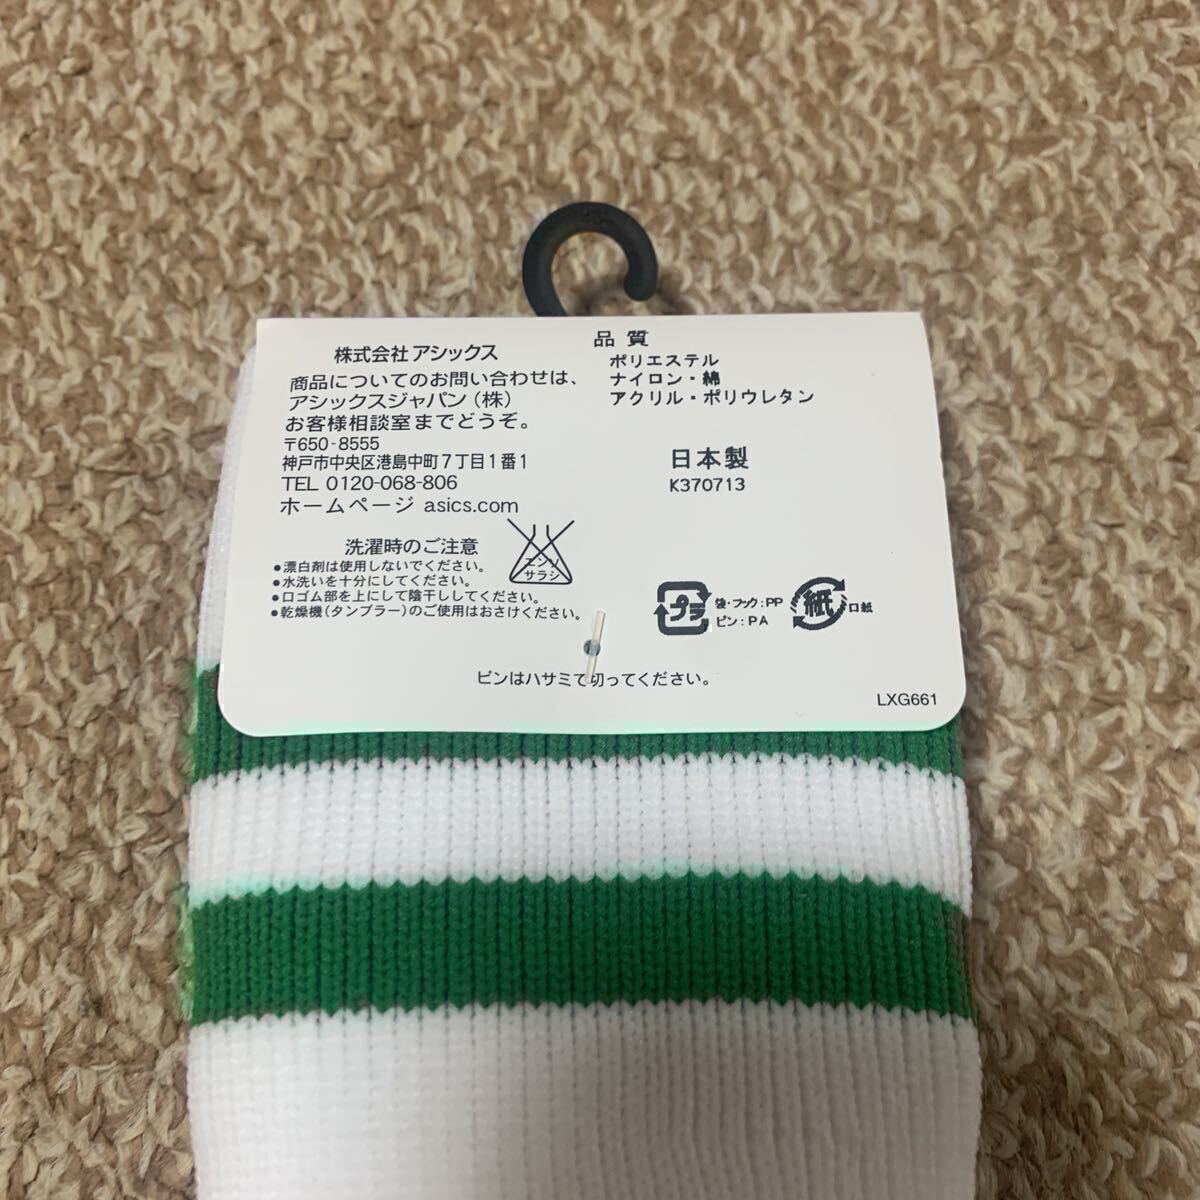 株式会社 アシックス
商品についてのお問い合わせは、
アシックスジャパン(株)
お客様相談室までどうぞ。
〒650-8555
神戸市中央区港島中町7丁目1番1
TEL 0120-068-806
ホームページ asics.com
洗濯時のご注意
エンソ
サラシ
●漂白剤は使用しないでください。
●水洗いを十分にしてください。
●口ゴム部を上にして陰干ししてください。
●乾燥機(タンブラー)のご使用はおさけください。
品質
ポリエステル
ナイロン・綿
アクリル・ポリウレタン
日本製
K370713
プラ
袋・フック:PP
ピン:PA
紙
口紙
ピンはハサミで切ってください。
LXG661